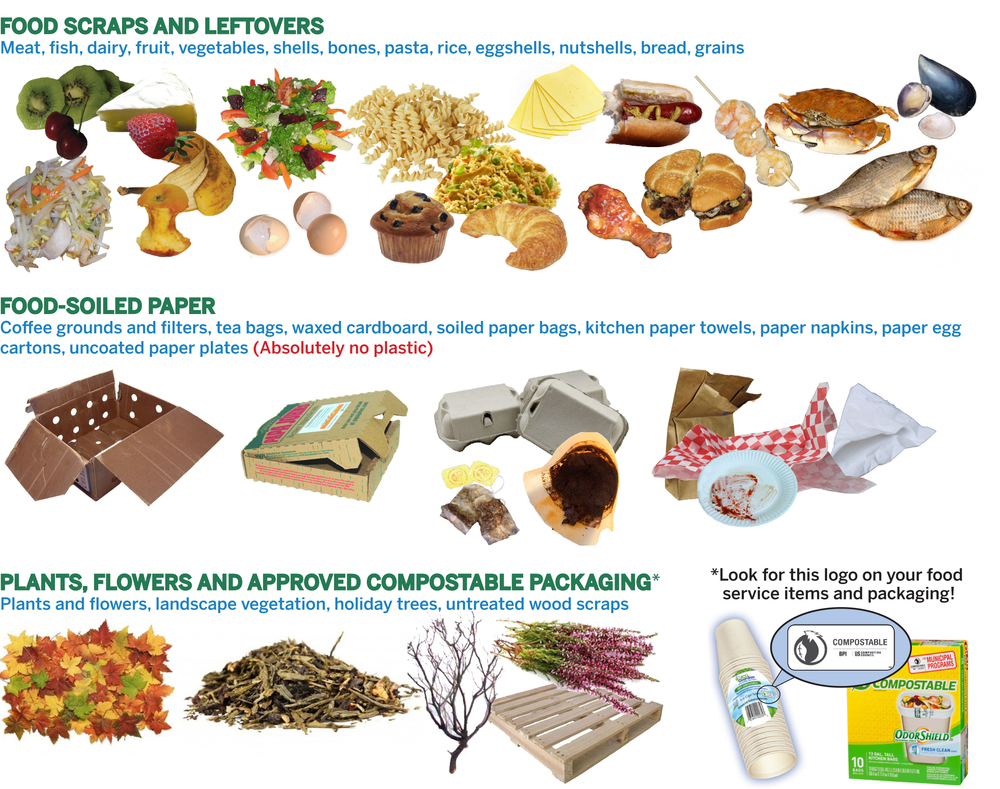 FOOD SCRAPS AND LEFTOVERS
Meat, fish, dairy, fruit, vegetables, shells, bones, pasta, rice, eggshells, nutshells, bread, grains
FOOD-SOILED PAPER
Coffee grounds and filters, tea bags, waxed cardboard, soiled paper bags, kitchen paper towels, paper napkins, paper egg
cartons, uncoated paper plates (Absolutely no plastic)
PLANTS, FLOWERS AND APPROVED COMPOSTABLE PACKAGING*
Plants and flowers, landscape vegetation, holiday trees, untreated wood scraps
*Look for this logo on your food
service items and packaging!
COMPOSTABLE
BPI
US COMPOSTING
MUNICIPAL
PROGRAMS
COMPOSTABLE
ODORSHIELD
FRESH CLEAN
13 GAL. TALL
KITCHEN BAGS
10
BAGS